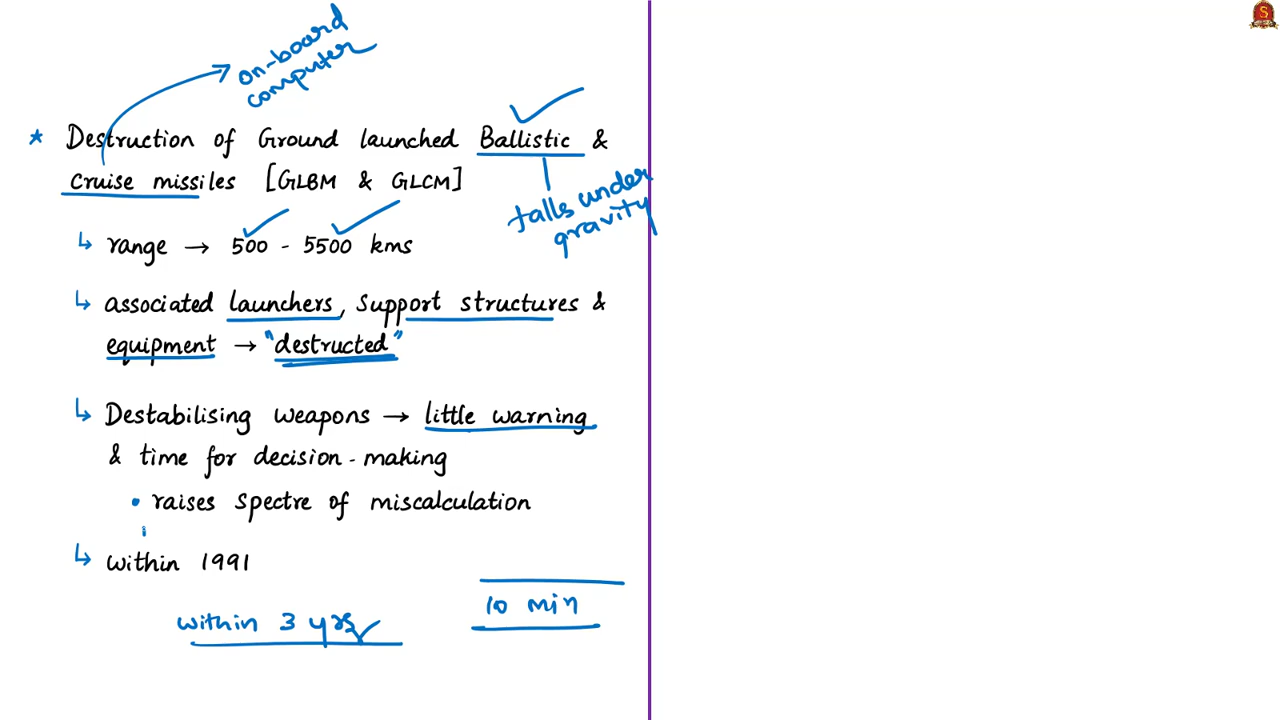 on-board
computer
* Destruction of Ground launched Ballistic &
Cruise missiles [GLBM & GLCM]
falls under
gravity
↳ range → 500 - 5500 kms
↳ associated launchers, support structures &
equipment → "destructed"
↳ Destabilising weapons → little warning
& time for decision-making
• raises spectre of miscalculation
↳ within 1991
within 3 yrs
10 min